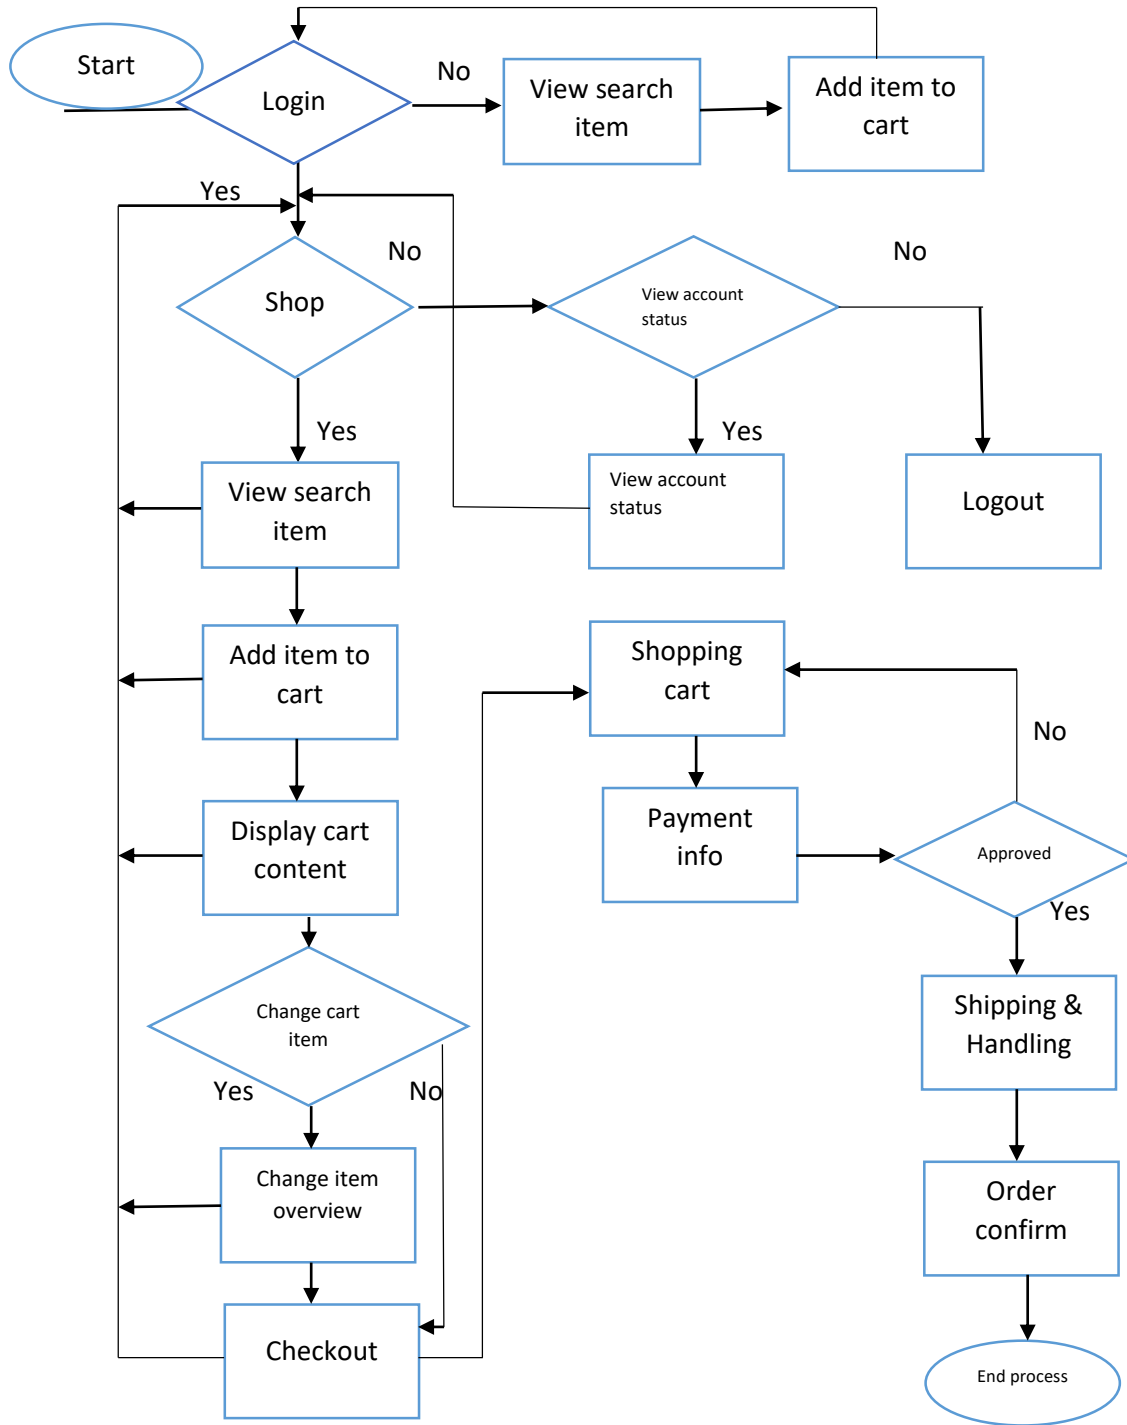 Start
Login
No
View search
item
Add item to
cart
Yes
Shop
No
View account
status
No
Yes
Yes
View search
item
View account
status
Logout
Add item to
cart
Shopping
cart
No
Display cart
content
Payment
info
Approved
Yes
Change cart
item
Yes
No
Shipping &
Handling
Change item
overview
Order
confirm
Checkout
End process